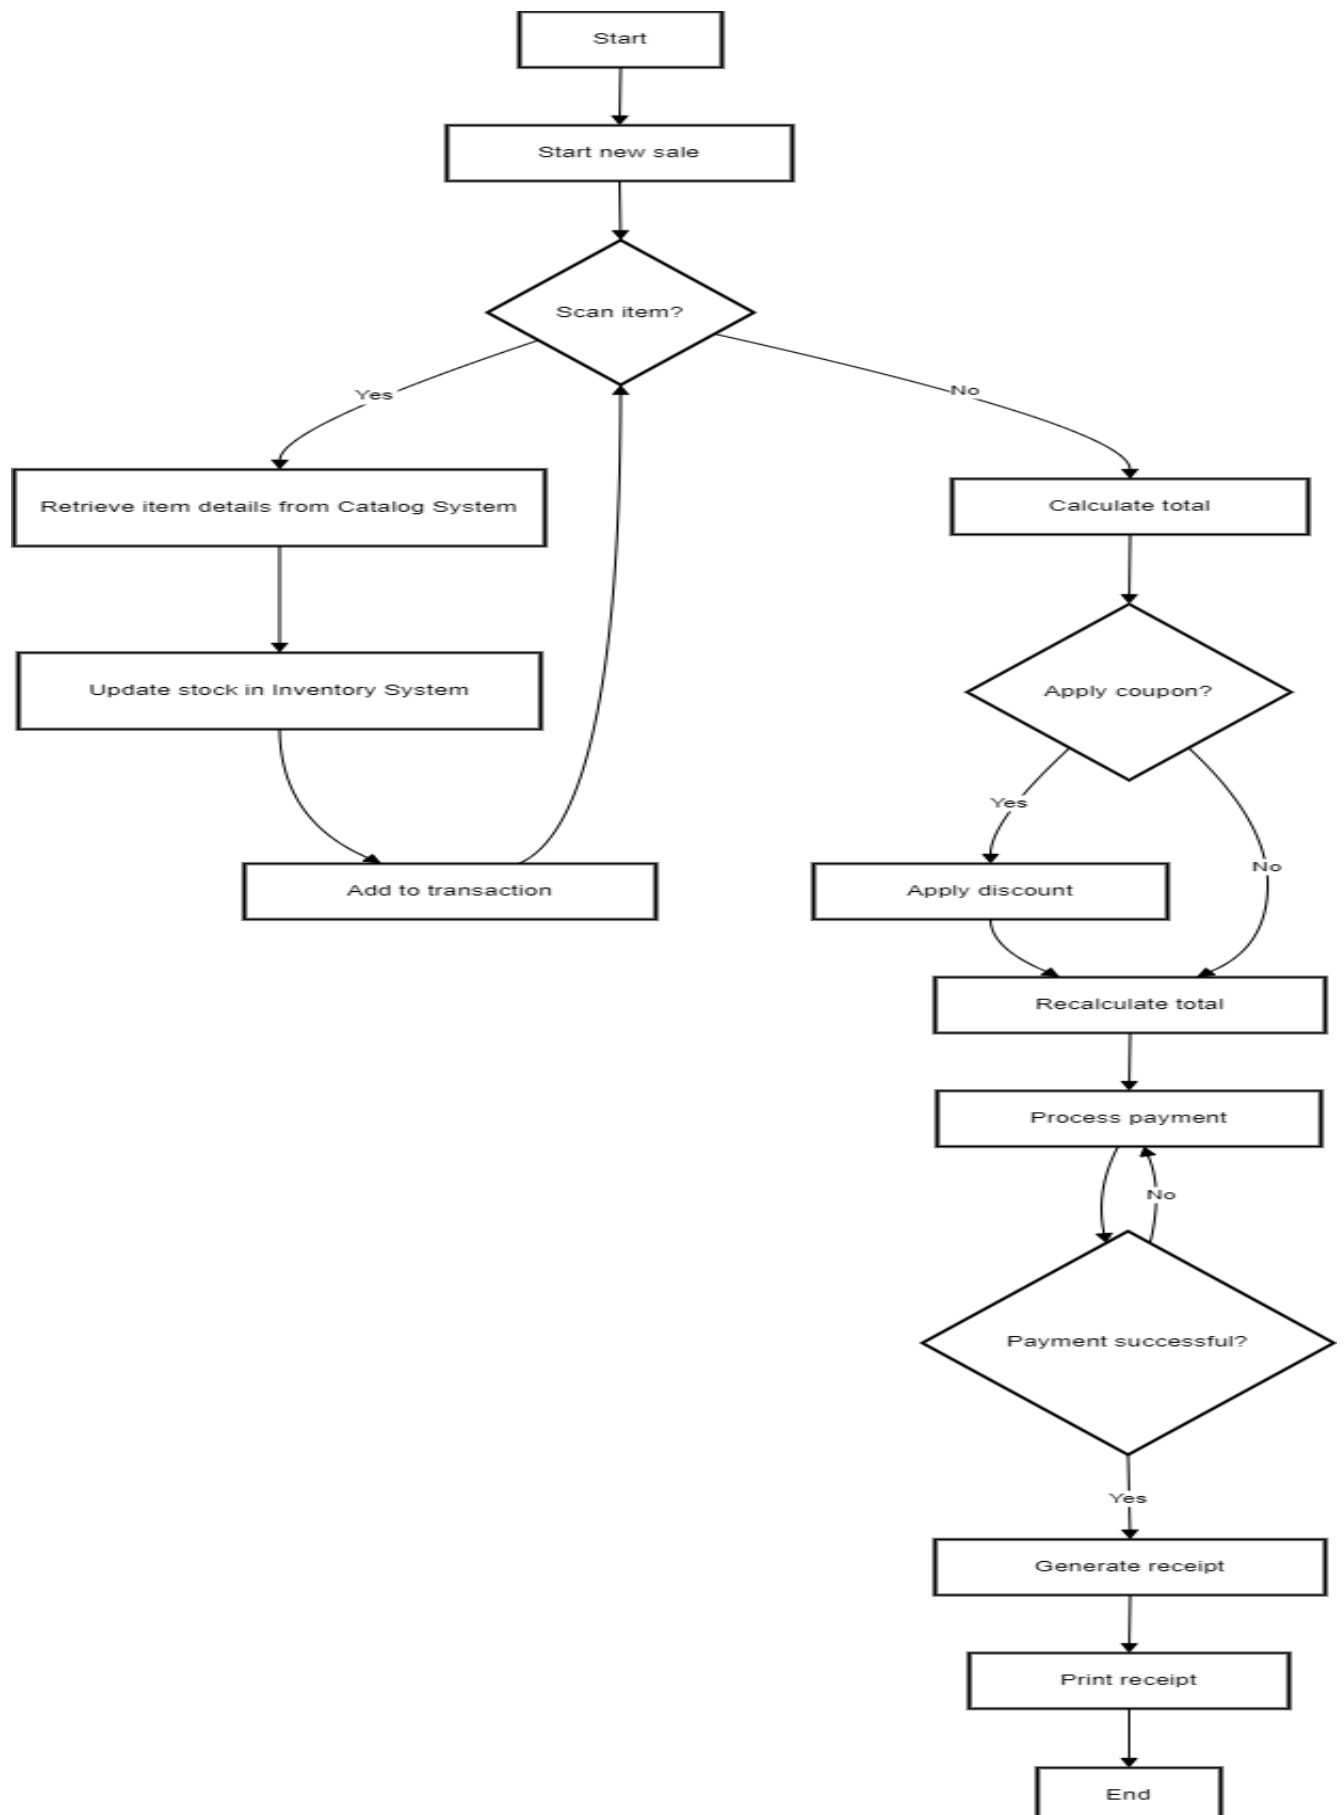 Start
Start new sale
Scan item?
Yes
No
Retrieve item details from Catalog System
Calculate total
Update stock in Inventory System
Apply coupon?
Yes
No
Add to transaction
Apply discount
Recalculate total
Process payment
No
Payment successful?
Yes
Generate receipt
Print receipt
End